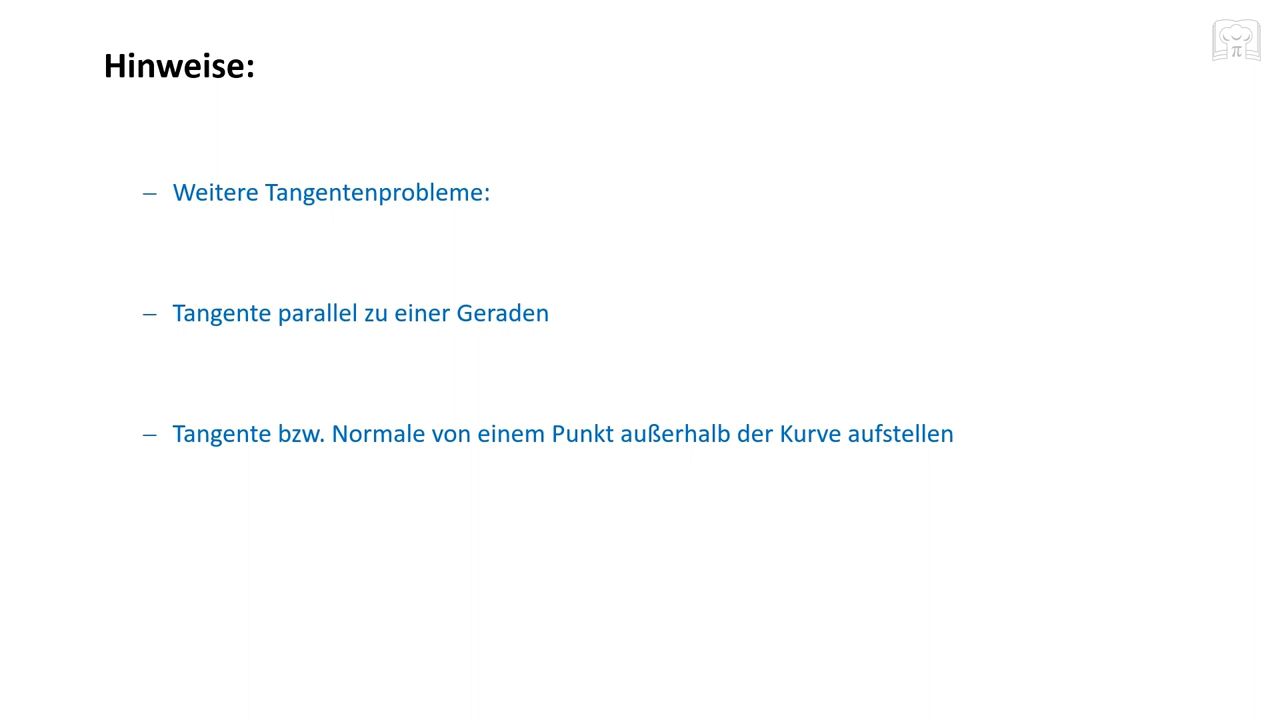 Hinweise:
– Weitere Tangentenprobleme:
– Tangente parallel zu einer Geraden
– Tangente bzw. Normale von einem Punkt außerhalb der Kurve aufstellen
π